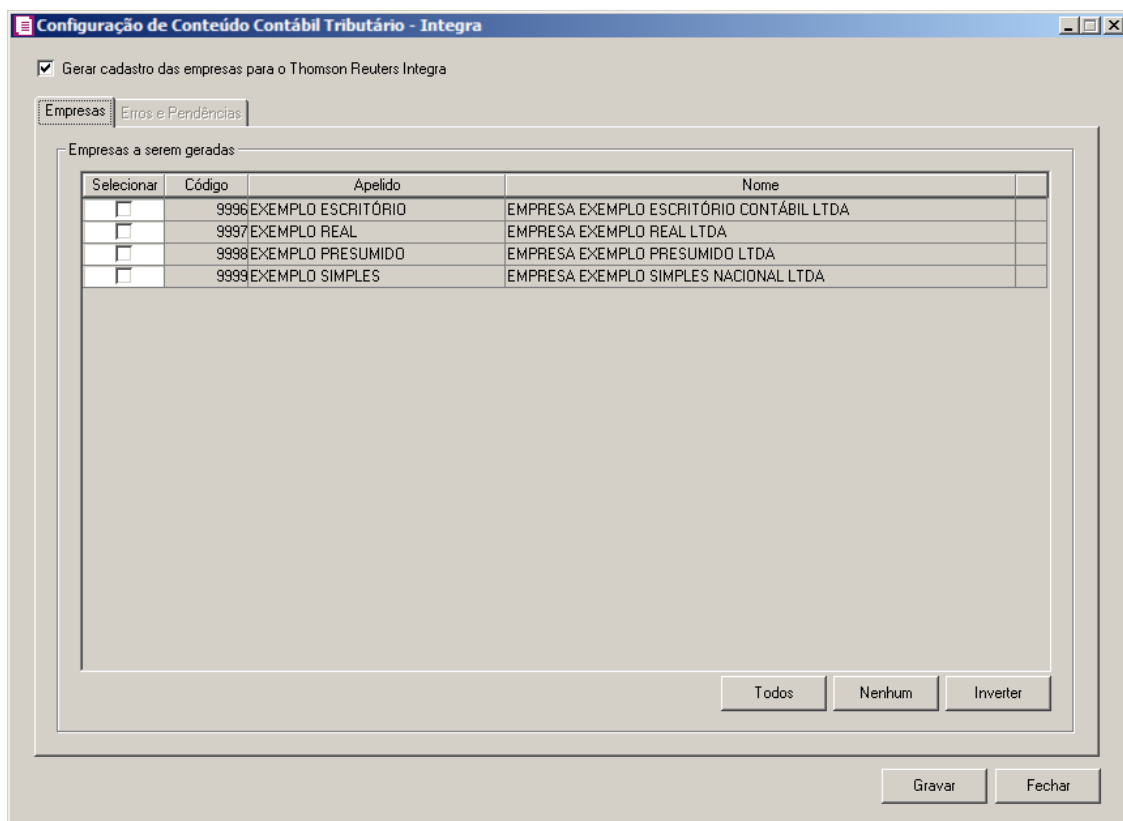 Configuração de Conteúdo Contábil Tributário - Integra
Gerar cadastro das empresas para o Thomson Reuters Integra
Empresas Erros e Pendências
Empresas a serem geradas
Selecionar Código Apelido Nome
9996 EXEMPLO ESCRITÓRIO EMPRESA EXEMPLO ESCRITÓRIO CONTÁBIL LTDA
9997 EXEMPLO REAL EMPRESA EXEMPLO REAL LTDA
9998 EXEMPLO PRESUMIDO EMPRESA EXEMPLO PRESUMIDO LTDA
9999 EXEMPLO SIMPLES EMPRESA EXEMPLO SIMPLES NACIONAL LTDA
Todos Nenhum Inverter
Gravar Fechar